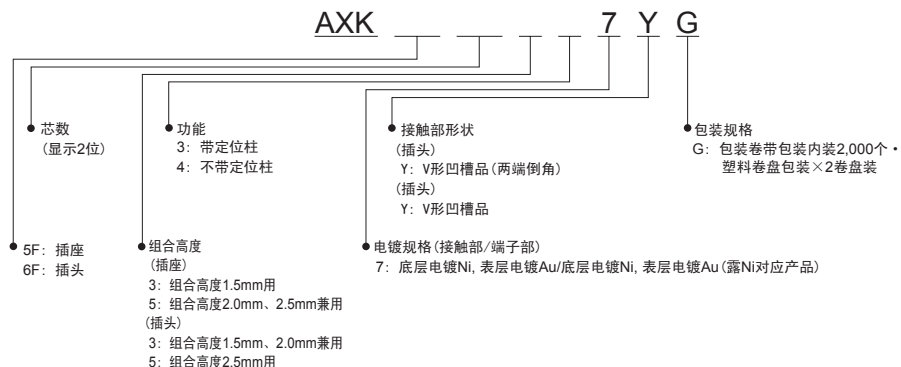 AXK 7 Y G
芯数
(显示2位)
功能
3: 带定位柱
4: 不带定位柱
接触部形状
(插头)
Y: V形凹槽品(两端倒角)
(插头)
Y: V形凹槽品
包装规格
G: 包装卷带包装内装2,000个・
塑料卷盘包装×2卷盘装
5F: 插座
6F: 插头
组合高度
(插座)
3: 组合高度1.5mm用
5: 组合高度2.0mm、2.5mm兼用
(插头)
3: 组合高度1.5mm、2.0mm兼用
5: 组合高度2.5mm用
电镀规格(接触部/端子部)
7: 底层电镀Ni, 表层电镀Au/底层电镀Ni, 表层电镀Au(露Ni对应产品)